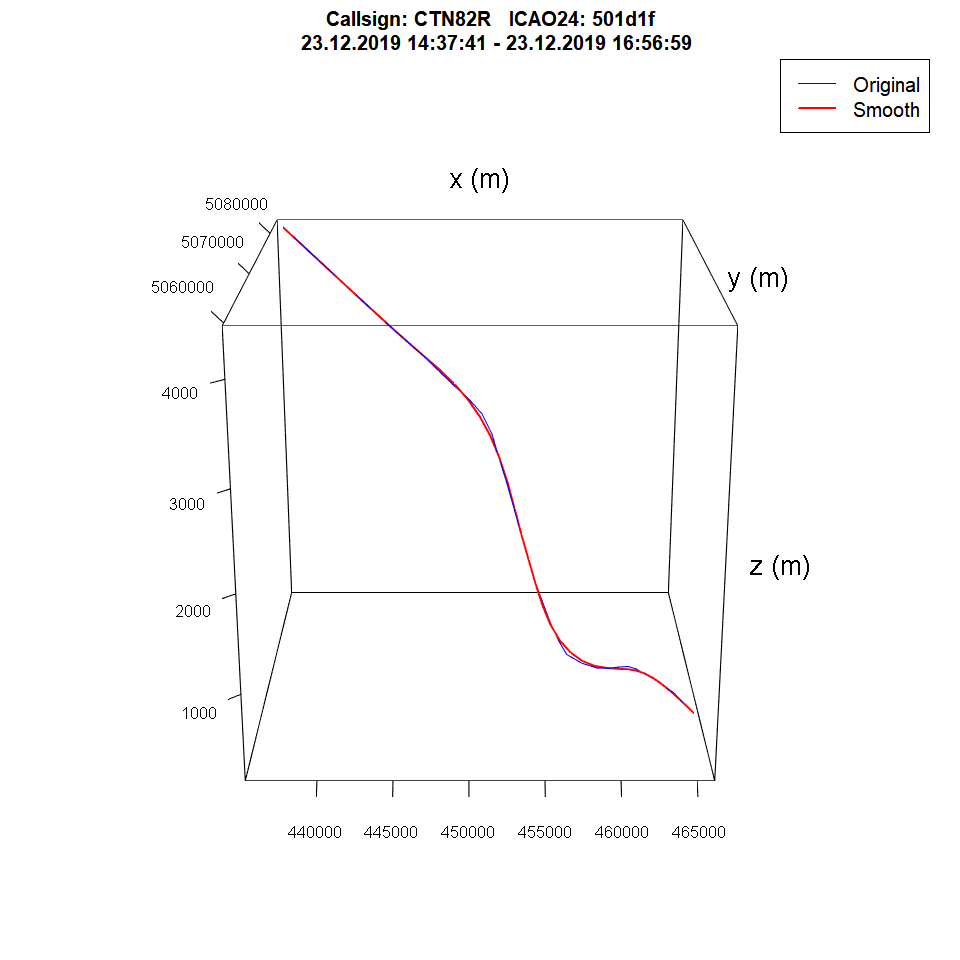 Callsign: CTN82R   ICAO24: 501d1f
23.12.2019 14:37:41 - 23.12.2019 16:56:59
Original
Smooth
x (m)
5080000
5070000
5060000
y (m)
4000
3000
z (m)
2000
1000
440000 445000 450000 455000 460000 465000